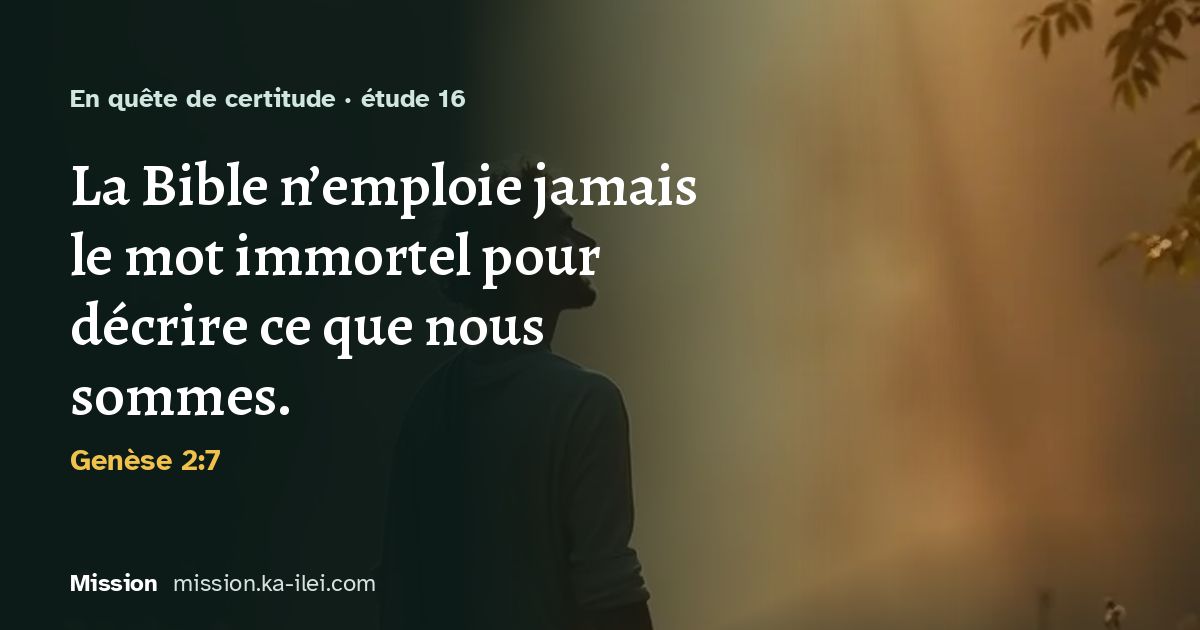 En quête de certitude · étude 16
La Bible n’emploie jamais
le mot immortel pour
décrire ce que nous
sommes.
Genèse 2:7
Mission mission.ka-ilei.com